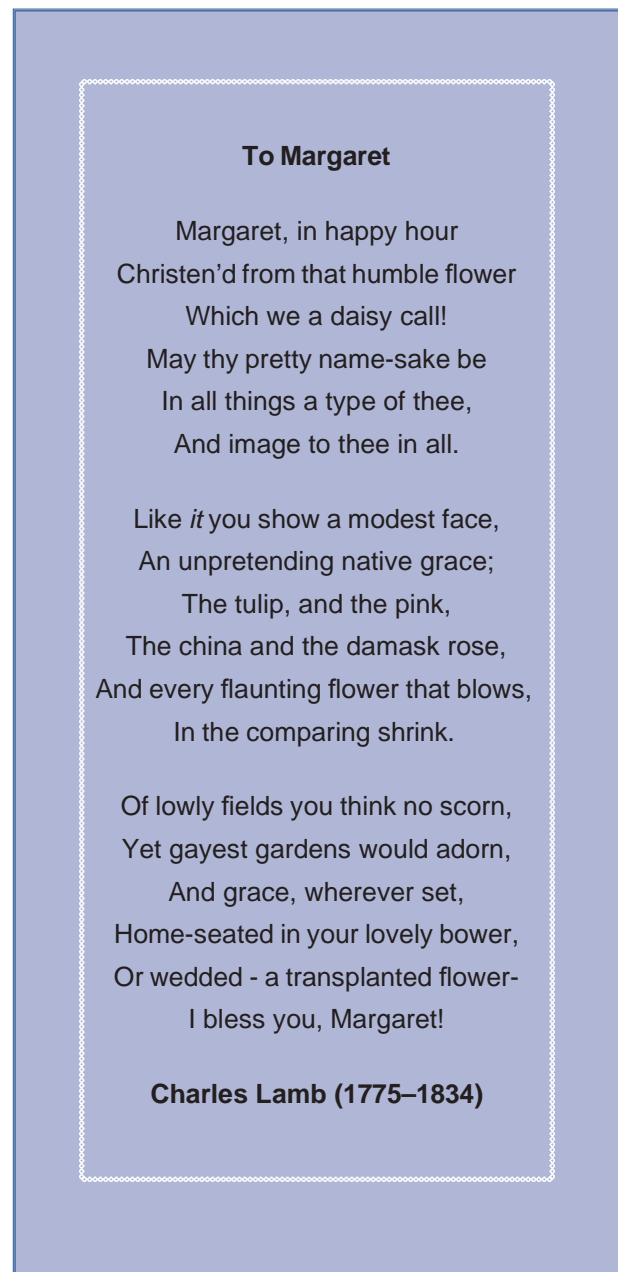 To Margaret
Margaret, in happy hour
Christen’d from that humble flower
Which we a daisy call!
May thy pretty name-sake be
In all things a type of thee,
And image to thee in all.
Like it you show a modest face,
An unpretending native grace;
The tulip, and the pink,
The china and the damask rose,
And every flaunting flower that blows,
In the comparing shrink.
Of lowly fields you think no scorn,
Yet gayest gardens would adorn,
And grace, wherever set,
Home-seated in your lovely bower,
Or wedded - a transplanted flower-
I bless you, Margaret!
Charles Lamb (1775–1834)